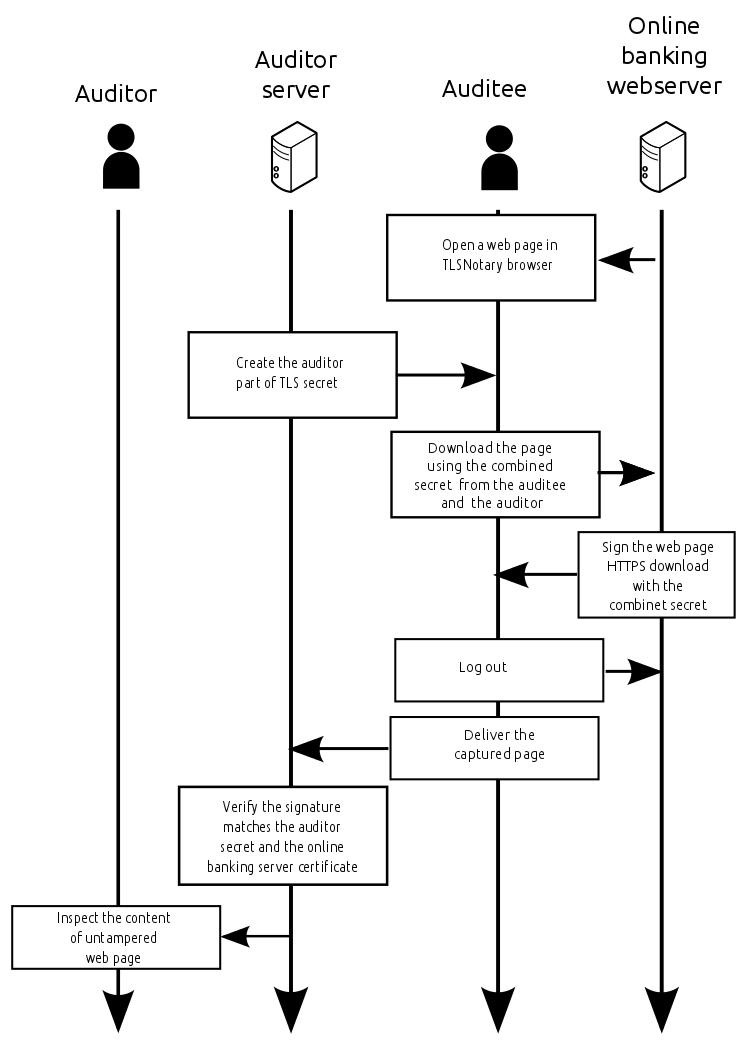 Auditor
Auditor
server
Auditee
Online
banking
webserver
Open a web page in
TLSNotary browser
Create the auditor
part of TLS secret
Download the page
using the combined
secret from the auditee
and the auditor
Sign the web page
HTTPS download
with the
combinet secret
Log out
Deliver the
captured page
Verify the signature
matches the auditor
secret and the online
banking server certificate
Inspect the content
of untampered
web page